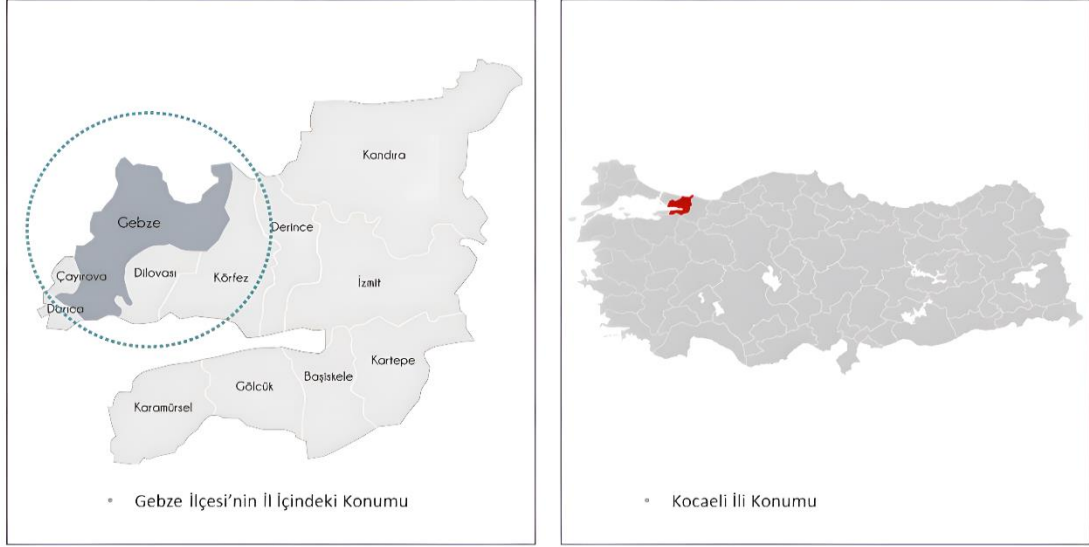 Kandıra
Gebze
Derince
Çayırova
Dilovası
Körfez
İzmit
Darıca
Kartepe
Başiskele
Gölcük
Karamürsel
Gebze İlçesi’nin İl İçindeki Konumu
Kocaeli İli Konumu